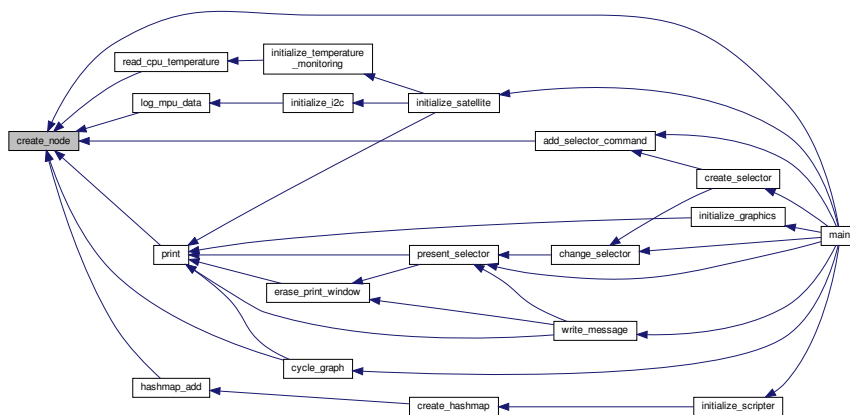 read_cpu_temperature
initialize_temperature
_monitoring
log_mpu_data
initialize_i2c
initialize_satellite
create_node
add_selector_command
create_selector
initialize_graphics
main
print
present_selector
change_selector
erase_print_window
write_message
cycle_graph
hashmap_add
create_hashmap
initialize_scripter